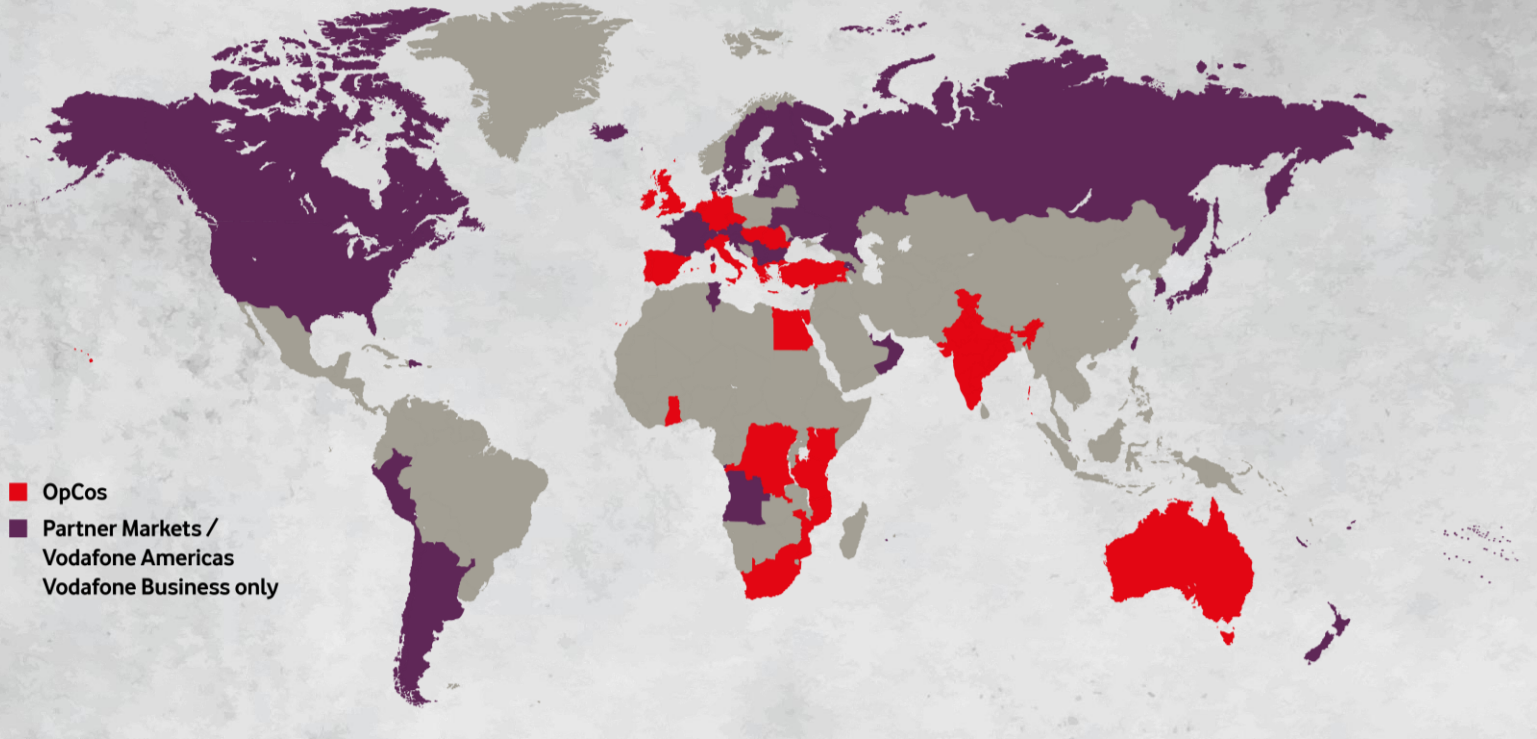 OpCos
Partner Markets /
Vodafone Americas
Vodafone Business only